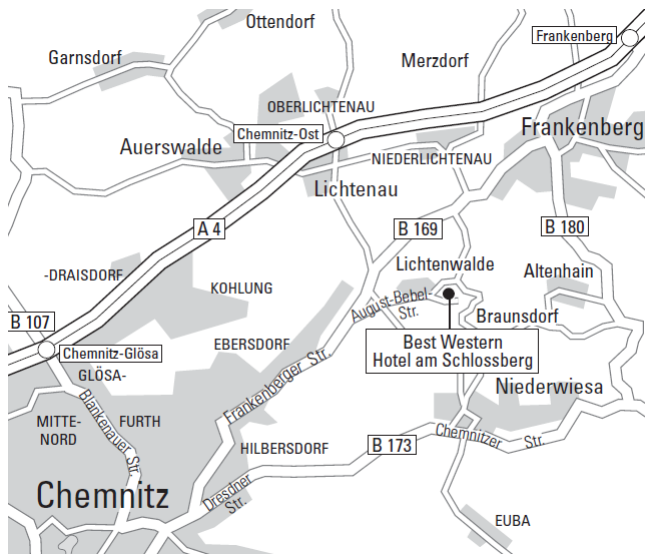 Ottendorf
Frankenberg
Garnsdorf
Merzdorf
OBERLICHTENAU
Chemnitz-Ost
Frankenberg
Auerswalde
NIEDERLICHTENAU
Lichtenau
A 4
B 169
B 180
-DRAISDORF
Lichtenwalde
Altenhain
KOHLUNG
August-Bebel-
Str.
B 107
Braunsdorf
EBERSDORF
Best Western
Hotel am Schlossberg
Chemnitz-Glösa
GLÖSA-
Frankenberger Str.
Niederwiesa
Blankenauer Str.
MITTE-
NORD
FURTH
HILBERSDORF
B 173
Chemnitzer Str.
Chemnitz
Dresdner
Str.
EUBA